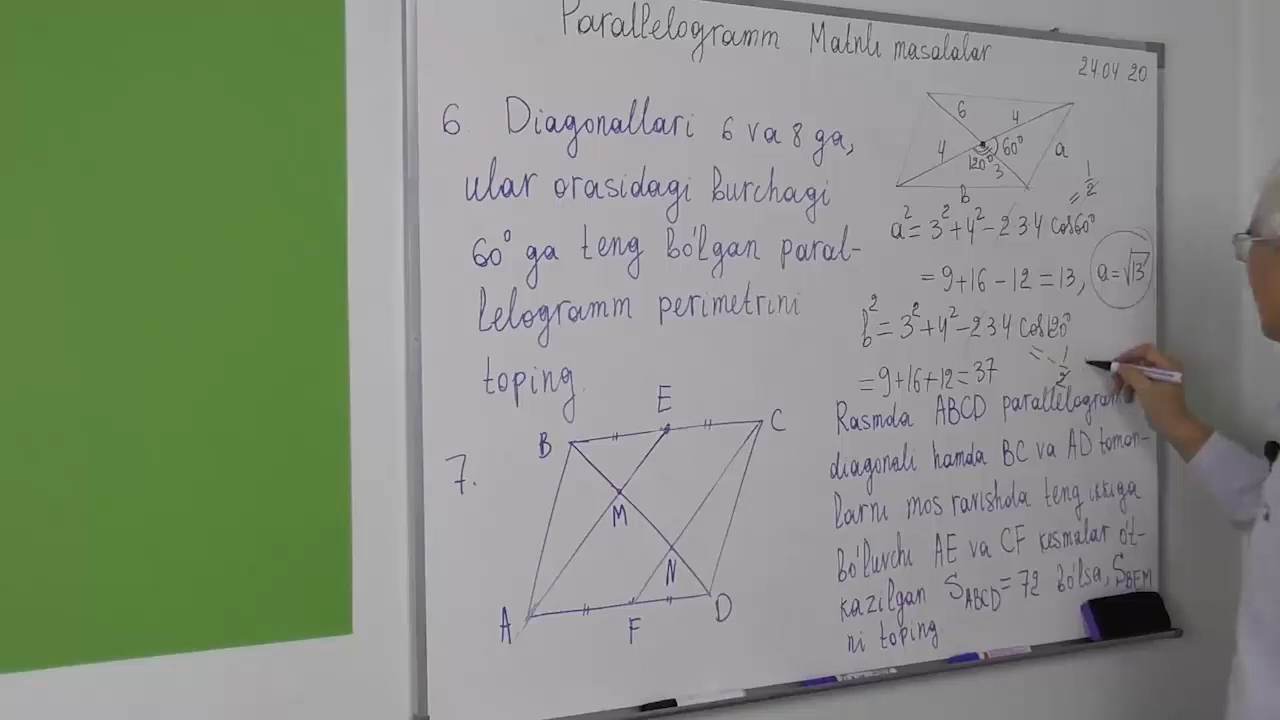 Parallelogramm Matnli masalalar
24.04 20
6. Diagonallari 6 va 8 ga,
ular orasidagi burchagi
60° ga teng bo'lgan paral-
lelogramm perimetrini
toping.
6
4
4
60°
120°
3
a
B
= 1/2
a² = 3² + 4² - 2·3·4 cos60°
= 9+16 - 12 = 13, a = √13
b² = 3² + 4² - 2·3·4 cos120°
= - 1/2
= 9+16+12 = 37
7.
B
E
C
M
N
A
F
D
Rasmda ABCD parallelogramm
diagonali hamda BC va AD tomon-
larni mos ravishda teng ikkiga
bo'luvchi AE va CF kesmalar o't-
kazilgan S_ABCD = 72 bo'lsa, S_BEM
ni toping